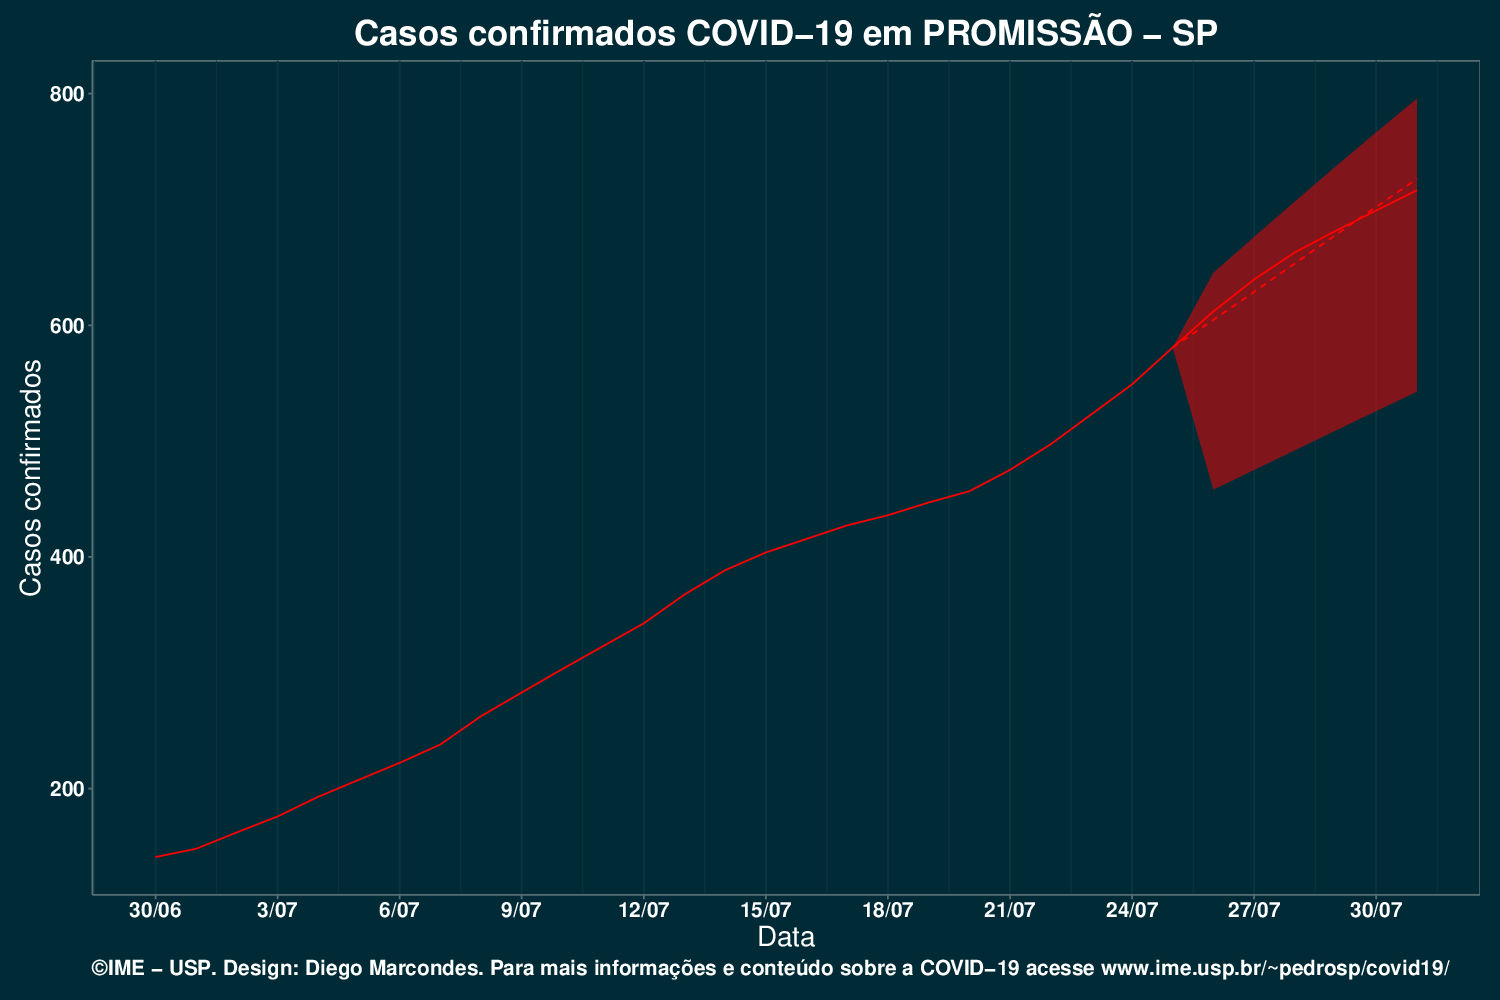 Casos confirmados COVID−19 em PROMISSÃO − SP
Casos confirmados
800
600
400
200
30/06 3/07 6/07 9/07 12/07 15/07 18/07 21/07 24/07 27/07 30/07
Data
©IME − USP. Design: Diego Marcondes. Para mais informações e conteúdo sobre a COVID−19 acesse www.ime.usp.br/~pedrosp/covid19/